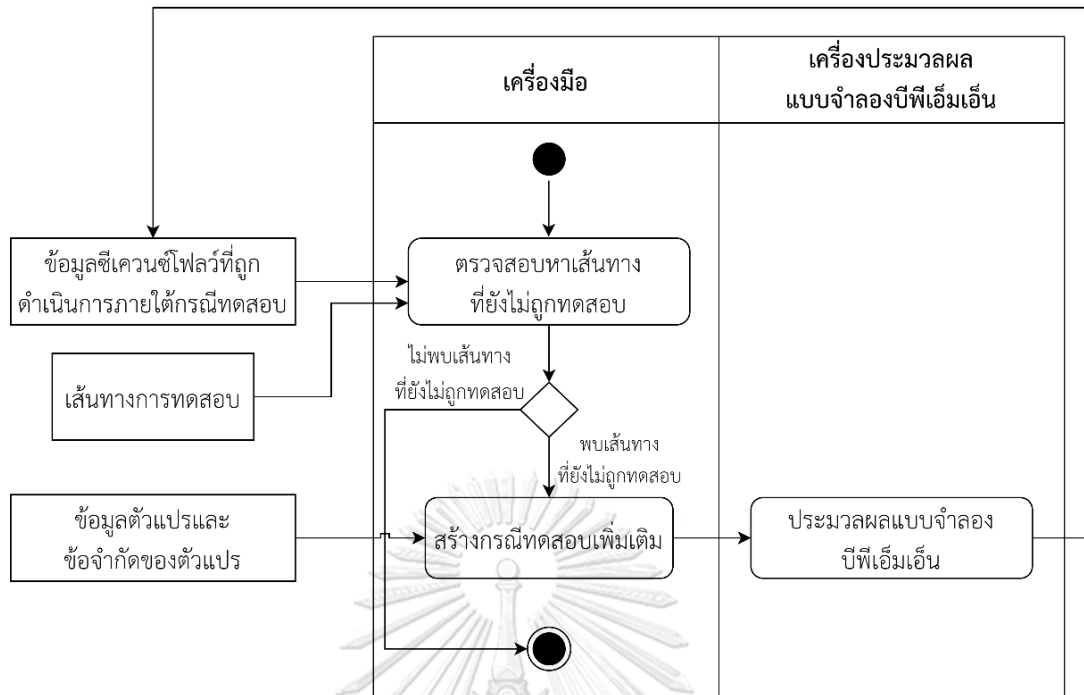 เครื่องมือ
เครื่องประมวลผล
แบบจำลองบีพีเอ็มเอ็น
ข้อมูลซีเควนซ์โฟลว์ที่ถูก
ดำเนินการภายใต้กรณีทดสอบ
ตรวจสอบหาเส้นทาง
ที่ยังไม่ถูกทดสอบ
เส้นทางการทดสอบ
ไม่พบเส้นทาง
ที่ยังไม่ถูกทดสอบ
พบเส้นทาง
ที่ยังไม่ถูกทดสอบ
ข้อมูลตัวแปรและ
ข้อจำกัดของตัวแปร
สร้างกรณีทดสอบเพิ่มเติม
ประมวลผลแบบจำลอง
บีพีเอ็มเอ็น